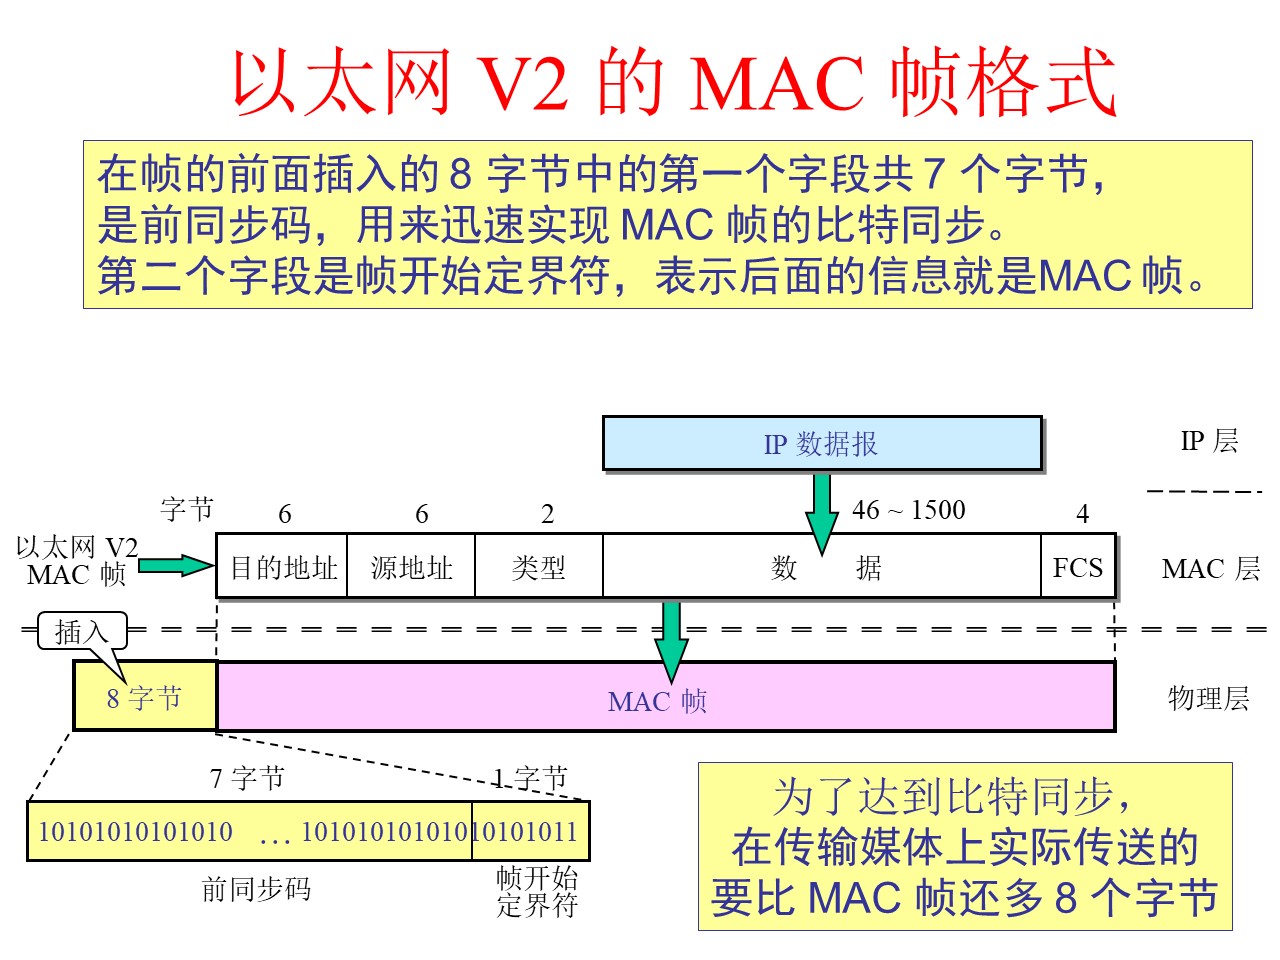 以太网 V2 的 MAC 帧格式
在帧的前面插入的 8 字节中的第一个字段共 7 个字节，
是前同步码，用来迅速实现 MAC 帧的比特同步。
第二个字段是帧开始定界符，表示后面的信息就是MAC 帧。
IP 数据报
IP 层
字节
6
6
2
46 ~ 1500
4
以太网 V2
MAC 帧
目的地址
源地址
类型
数 据
FCS
MAC 层
插入
8 字节
MAC 帧
物理层
7 字节
1 字节
10101010101010 … 1010101010101
0101011
前同步码
帧开始
定界符
为了达到比特同步，
在传输媒体上实际传送的
要比 MAC 帧还多 8 个字节